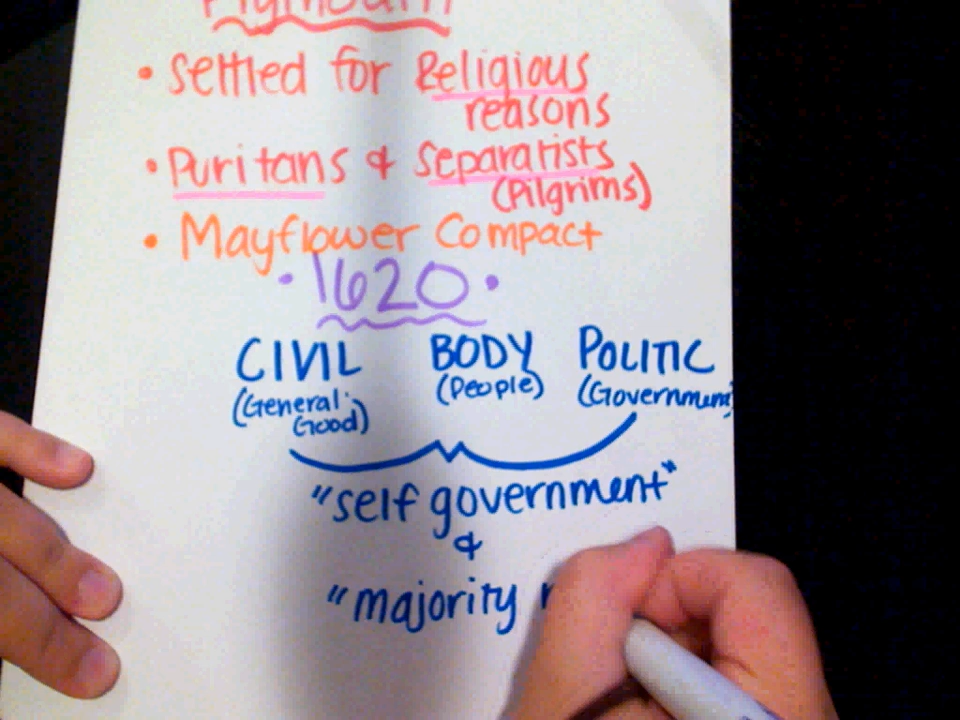 Plymouth
• Settled for Religious
reasons
• Puritans & Separatists
(Pilgrims)
• Mayflower Compact
• 1620 •
CIVIL BODY POLITIC
(General (People) (Government)
Good)
"self government"
&
"majority